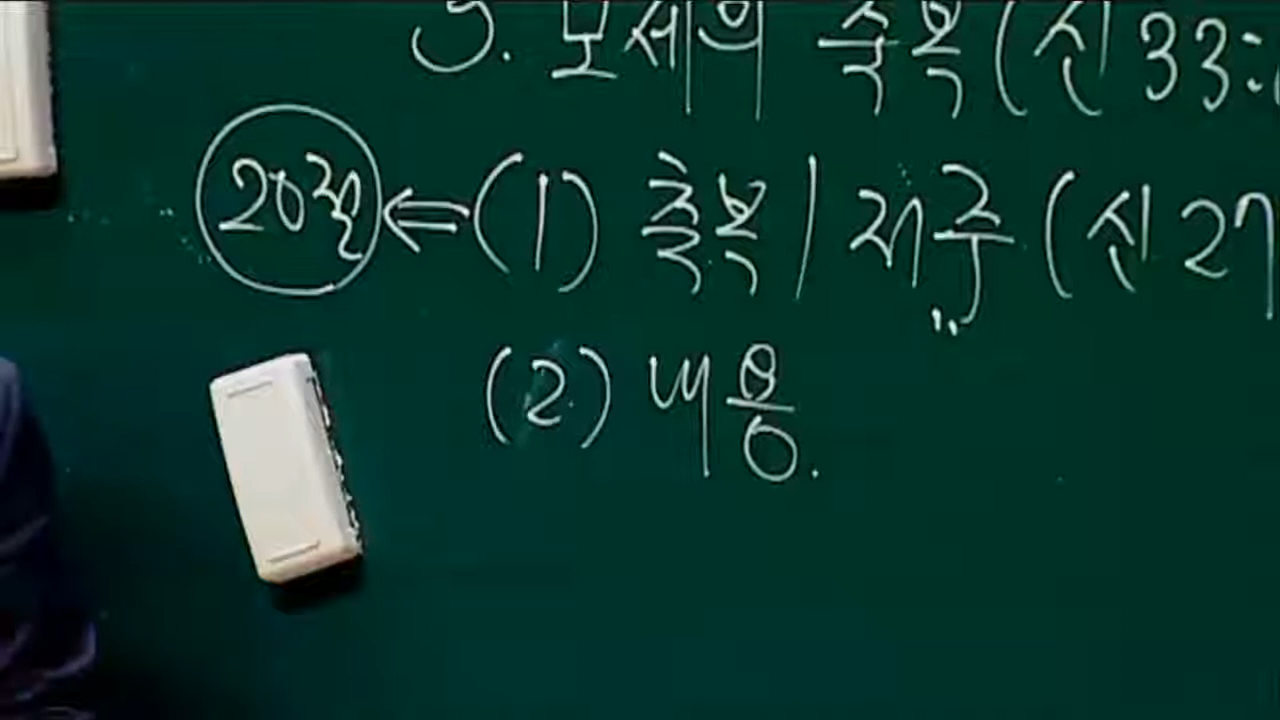 3. 모세의 축복 (신 33:
20절 ⇐ (1) 축복 / 저주 (신 27
(2) 내용.